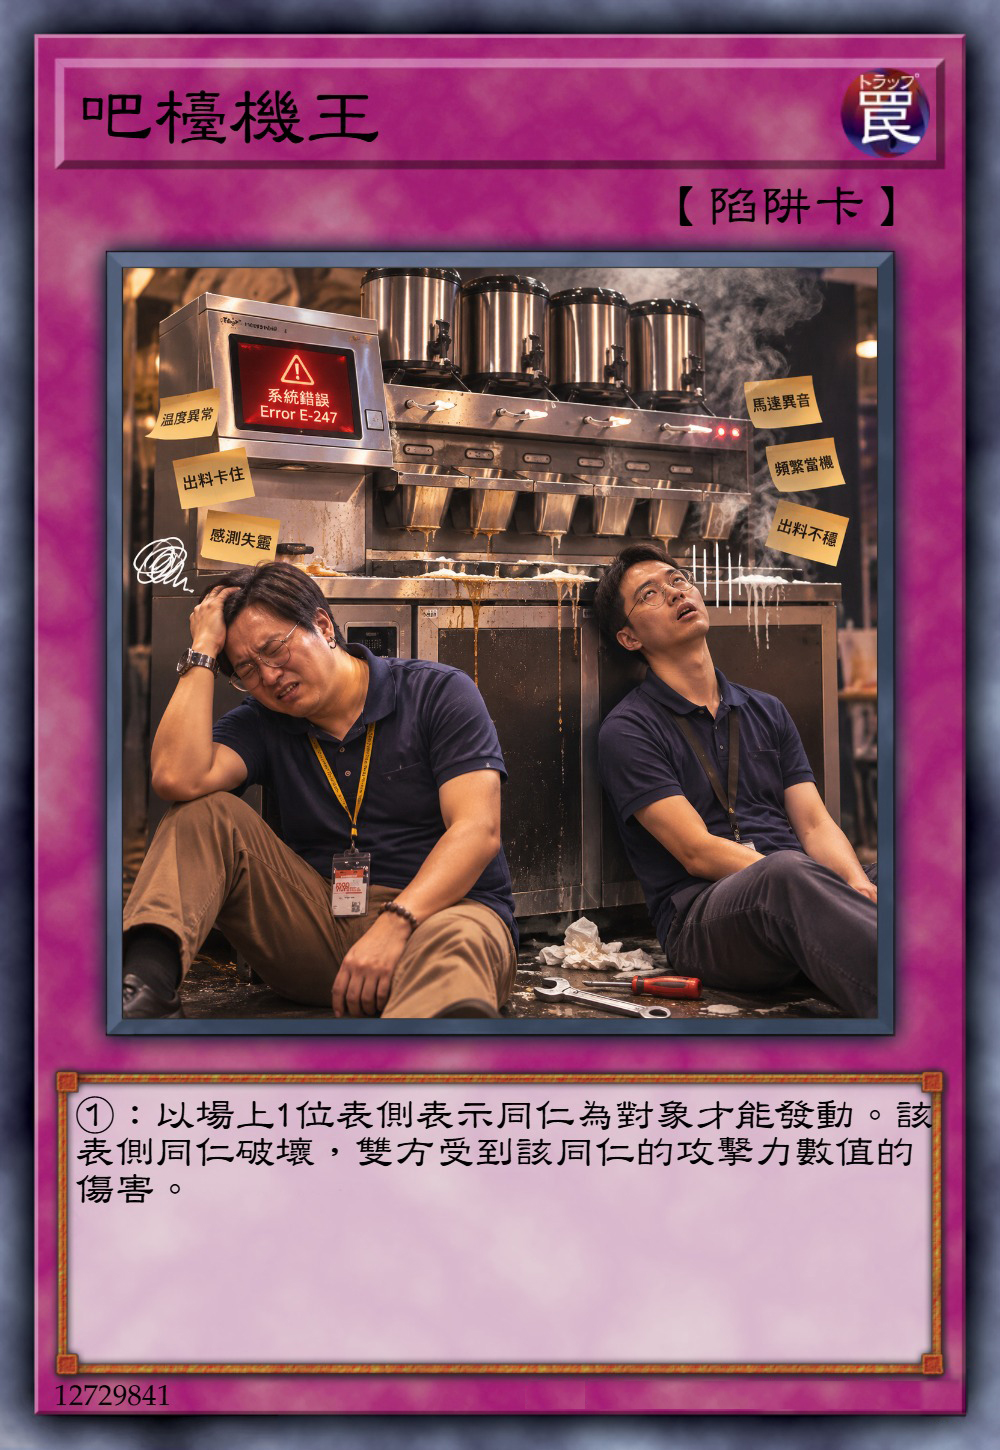 吧檯機王
トラップ
罠
【陷阱卡】
系統錯誤
Error E-247
溫度異常
出料卡住
感測失靈
馬達異音
頻繁當機
出料不穩
①：以場上1位表側表示同仁為對象才能發動。該
表側同仁破壞，雙方受到該同仁的攻擊力數值的
傷害。
12729841